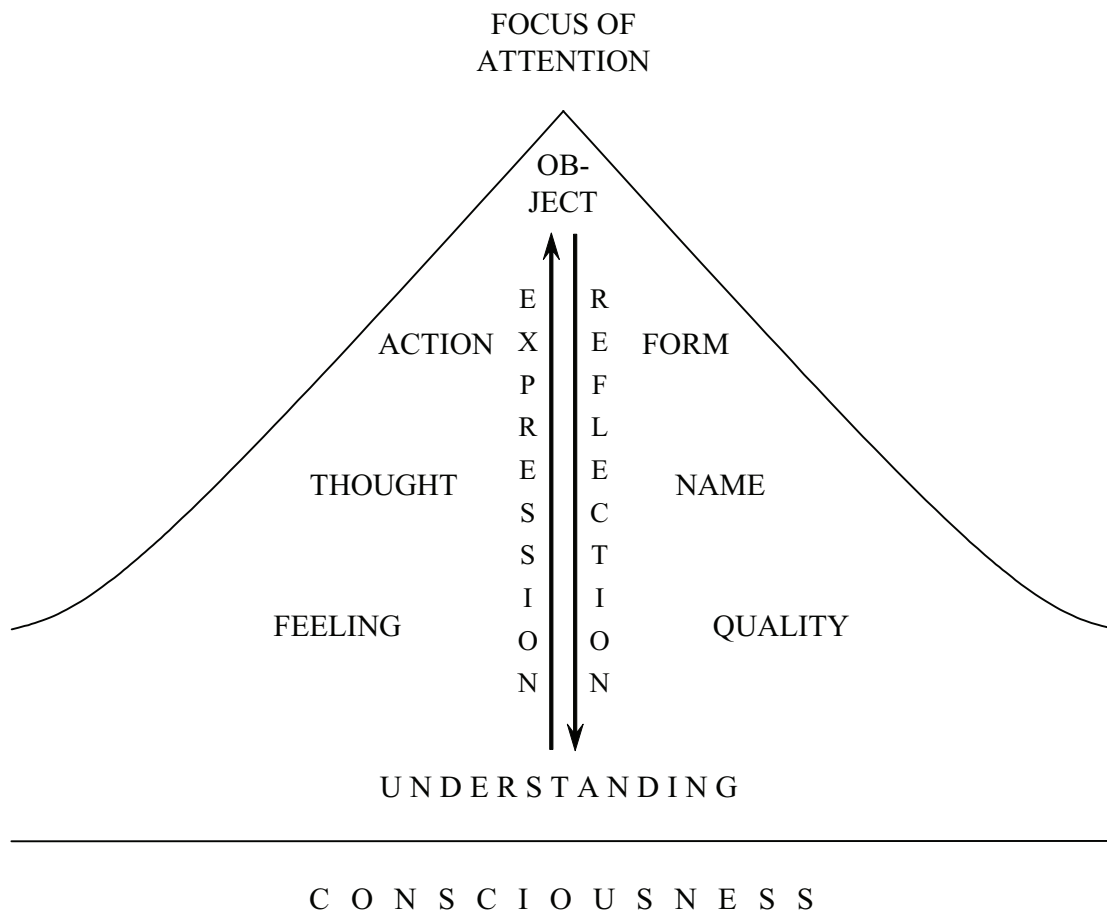 FOCUS OF
ATTENTION
OB-
JECT
EXPRESSION
REFLECTION
ACTION
FORM
THOUGHT
NAME
FEELING
QUALITY
UNDERSTANDING
CONSCIOUSNESS